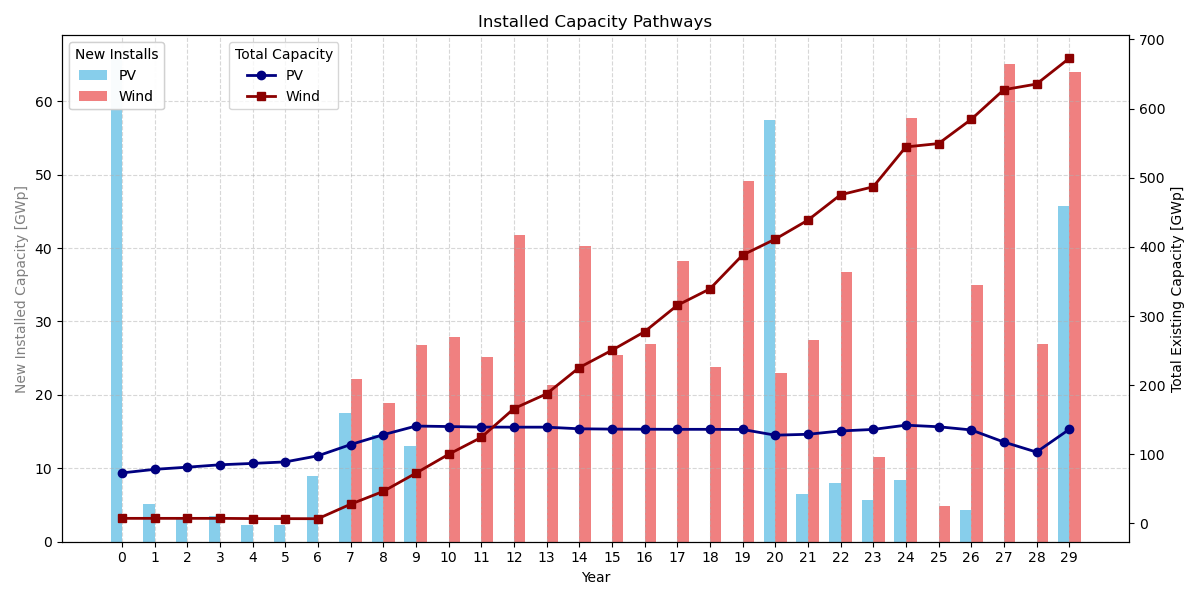 Installed Capacity Pathways
New Installs
PV
Wind
Total Capacity
PV
Wind
New Installed Capacity [GWp]
0
10
20
30
40
50
60
Total Existing Capacity [GWp]
700
600
500
400
300
200
100
0
0 1 2 3 4 5 6 7 8 9 10 11 12 13 14 15 16 17 18 19 20 21 22 23 24 25 26 27 28 29
Year